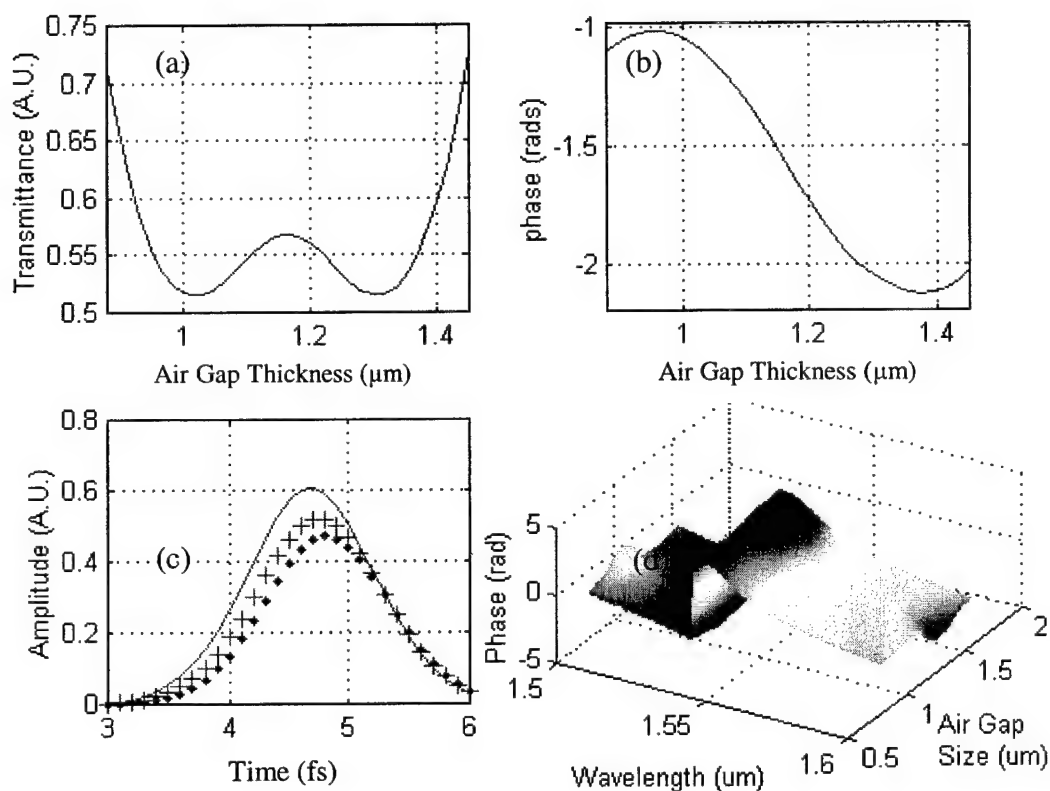 (a)
Transmittance (A.U.)
0.75
0.7
0.65
0.6
0.55
0.5
1
1.2
1.4
Air Gap Thickness (µm)
(b)
phase (rads)
-1
-1.5
-2
1
1.2
1.4
Air Gap Thickness (µm)
(c)
Amplitude (A.U.)
0.8
0.6
0.4
0.2
0
3
4
5
6
Time (fs)
(d
Phase (rad)
5
0
-5
1.5
1.55
1.6
Wavelength (um)
0.5
1
1.5
2
Air Gap
Size (um)